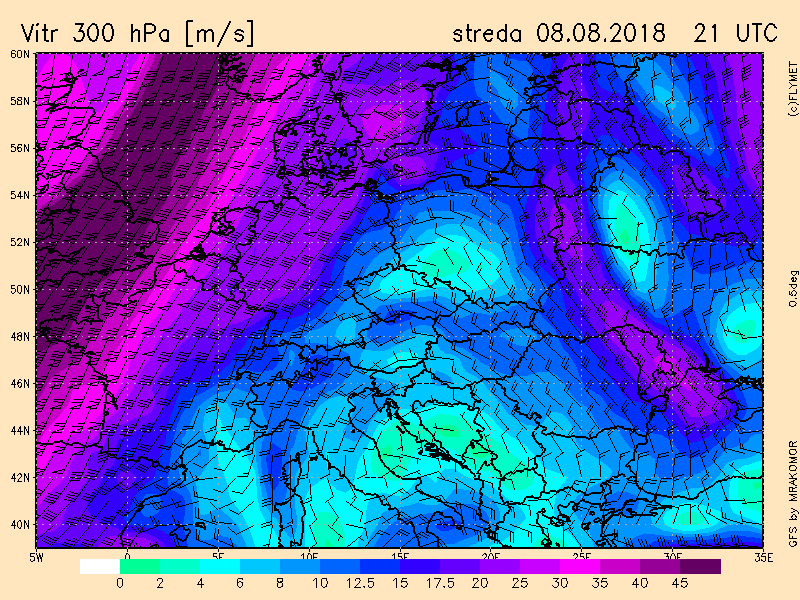 Vítr 300 hPa [m/s] streda 08.08.2018 21 UTC
60N
58N
56N
54N
52N
50N
48N
46N
44N
42N
40N
5W 0 5E 10E 15E 20E 25E 30E 35E
0 2 4 6 8 10 12.5 15 17.5 20 25 30 35 40 45
(c)FLYMET
0.5deg
GFS by MRAKOMOR